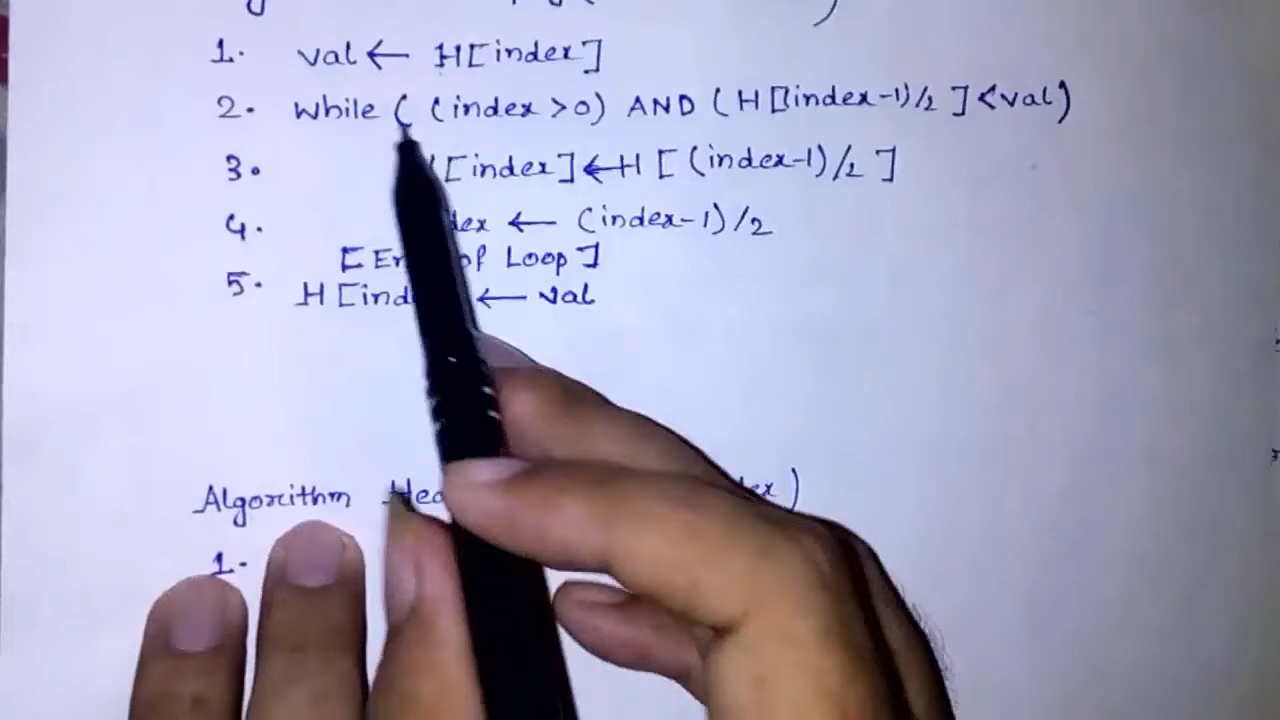 1. val ← H[index]
2. While ( (index > 0) AND ( H [(index-1)/2 ] < val)
3. [index] ← H [ (index-1)/2 ]
4. ← (index-1)/2
[ of Loop]
5. H ← val
Algorithm )
1.